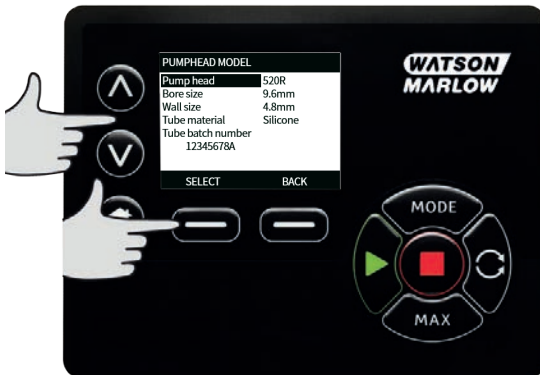 PUMPHEAD MODEL
Pump head 520R
Bore size 9.6mm
Wall size 4.8mm
Tube material Silicone
Tube batch number
12345678A
SELECT BACK
WATSON
MARLOW
MODE
MAX